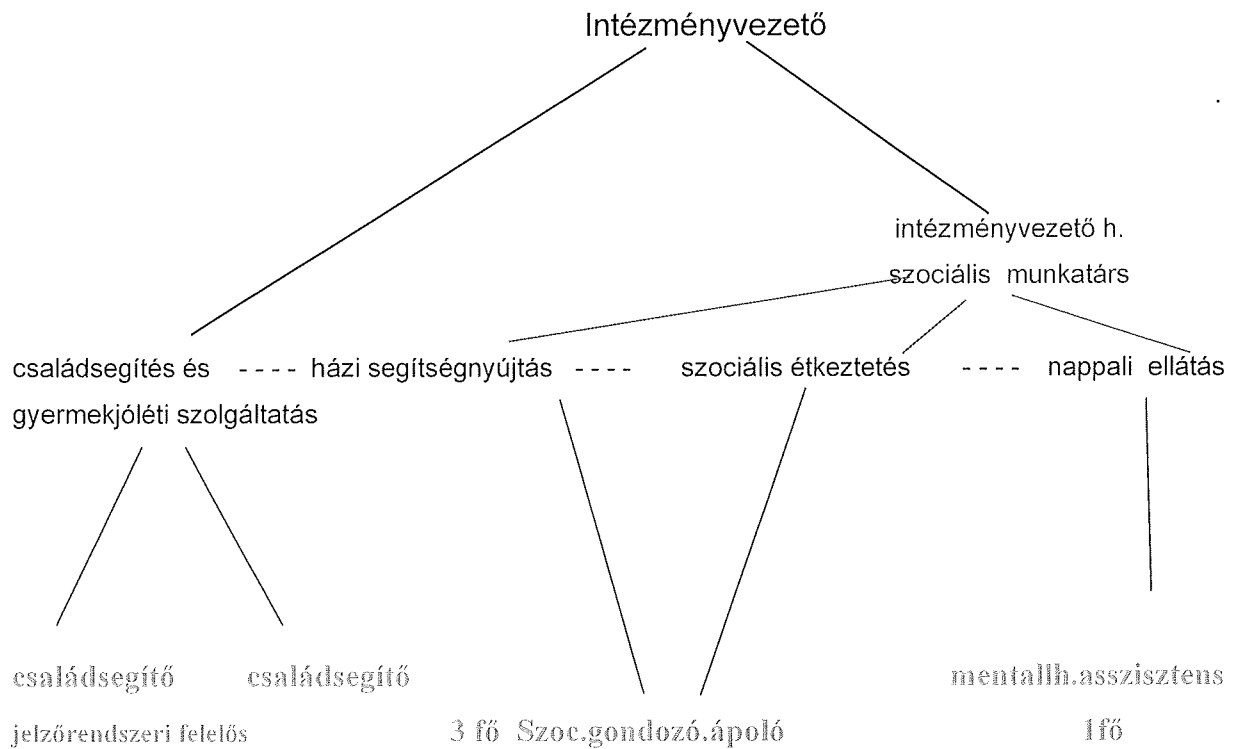 Intézményvezető
intézményvezető h.
szociális munkatárs
családsegítés és ---- házi segítségnyújtás ---- szociális étkeztetés ---- nappali ellátás
gyermekjóléti szolgáltatás
családsegítő családsegítő mentallh.asszisztens
jelzőrendszeri felelős 3 fő Szoc.gondozó.ápoló 1fő